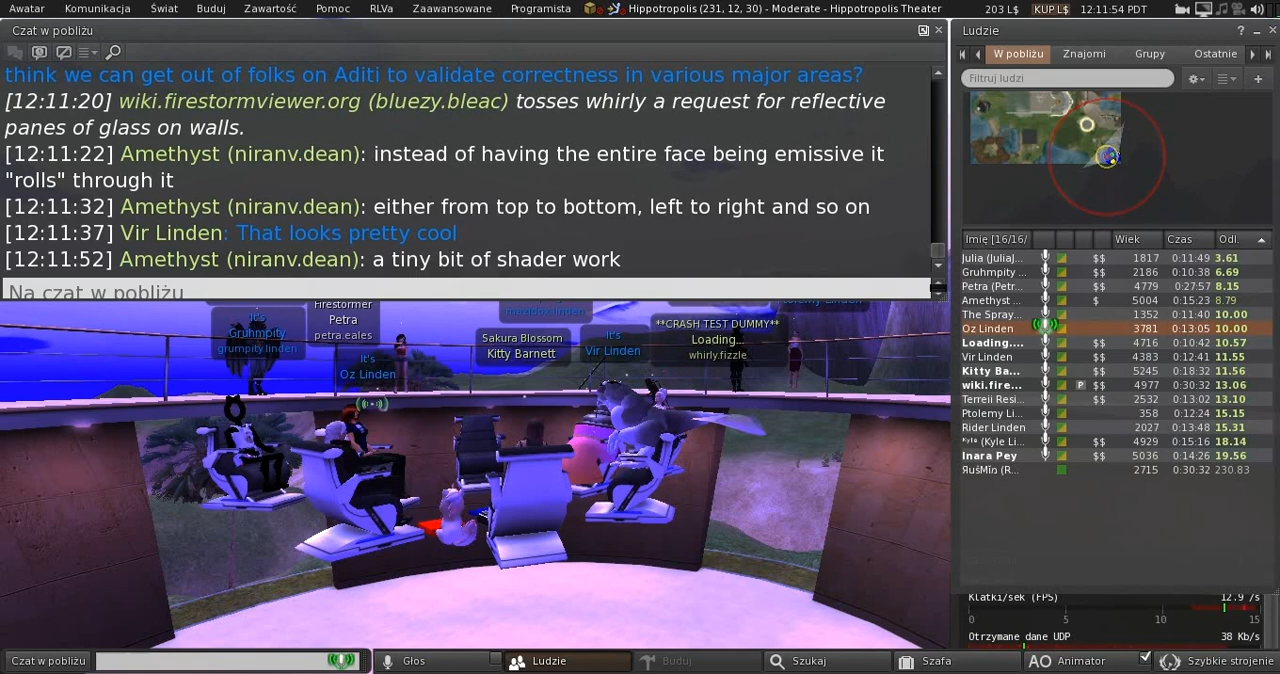 Awatar Komunikacja Świat Buduj Zawartość Pomoc RLVa Zaawansowane Programista Hippotropolis (231, 12, 30) - Moderate - Hippotropolis Theater 203 L$ KUP L$ 12:11:54 PDT
Czat w pobliżu
think we can get out of folks on Aditi to validate correctness in various major areas?
[12:11:20] wiki.firestormviewer.org (bluezy.bleac) tosses whirly a request for reflective
panes of glass on walls.
[12:11:22] Amethyst (niranv.dean): instead of having the entire face being emissive it
"rolls" through it
[12:11:32] Amethyst (niranv.dean): either from top to bottom, left to right and so on
[12:11:37] Vir Linden: That looks pretty cool
[12:11:52] Amethyst (niranv.dean): a tiny bit of shader work
Na czat w pobliżu
Firestormer
Petra
petra.eales
It's
Gruhmpity
grumpity.linden
It's
Oz Linden
mazidox.linden
Sakura Blossom
Kitty Barnett
It's
Vir Linden
Ptolemy Linden
**CRASH TEST DUMMY**
Loading...
whirly.fizzle
Ludzie
W pobliżu Znajomi Grupy Ostatnie
Filtruj ludzi
Imię [16/16/ Wiek Czas Odl.
Julia (JuliaJ... $$ 1817 0:11:49 3.61
Gruhmpity ... $$ 2186 0:10:38 6.69
Petra (Petr... $$ 4779 0:27:57 8.15
Amethyst ... $ 5004 0:15:23 8.79
The Spray... 1352 0:11:40 10.00
Oz Linden 3781 0:13:05 10.00
Loading.... $$ 4716 0:10:42 10.57
Vir Linden 4383 0:12:41 11.55
Kitty Ba... $$ 5245 0:18:32 11.56
wiki.fire... P $$ 4977 0:30:32 13.06
Terreii Resi... $$ 2532 0:13:02 13.10
Ptolemy Li... 358 0:12:24 15.15
Rider Linden 2027 0:13:48 15.31
ᴷʸˡᵉ (Kyle Li... $$ 4929 0:15:16 18.14
Inara Pey $$ 5036 0:14:26 19.56
ЯuśMïn (R... 2715 0:30:32 230.83
Klatki/sek (FPS) 12.9 /s
0 5 10 15
Otrzymane dane UDP 38 Kb/s
Czat w pobliżu Głos Ludzie Buduj Szukaj Szafa AO Animator Szybkie strojenie